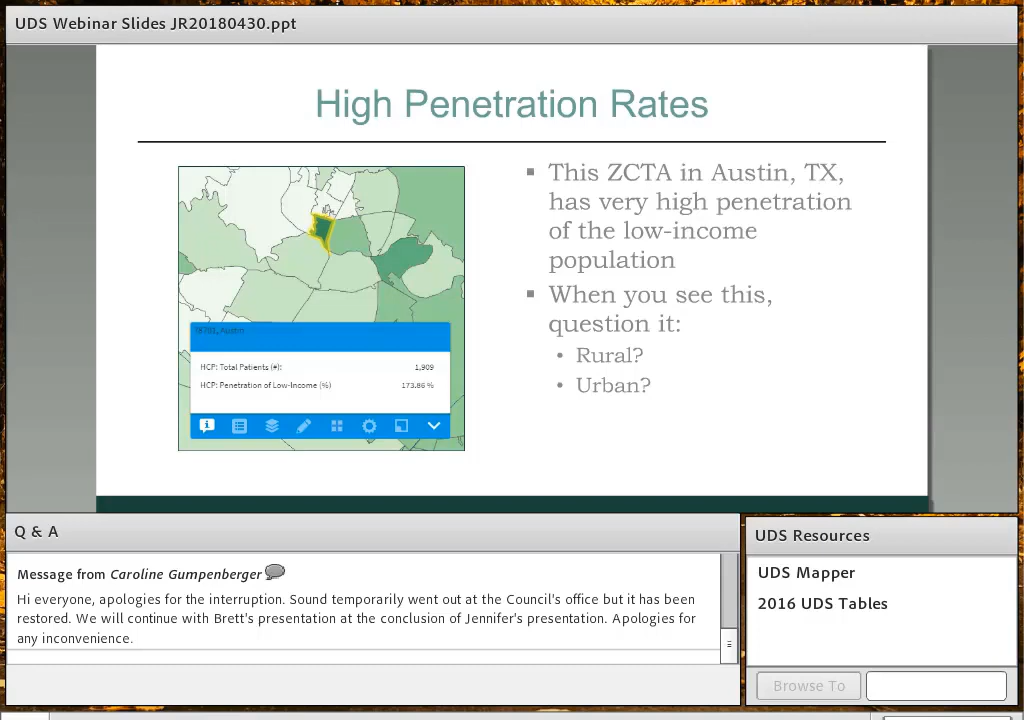 UDS Webinar Slides JR20180430.ppt
High Penetration Rates
This ZCTA in Austin, TX,
has very high penetration
of the low-income
population
When you see this,
question it:
Rural?
Urban?
78701, Austin
HCP: Total Patients (#): 1,909
HCP: Penetration of Low-Income (%) 173.86 %
Q & A
Message from Caroline Gumpenberger
Hi everyone, apologies for the interruption. Sound temporarily went out at the Council's office but it has been
restored. We will continue with Brett's presentation at the conclusion of Jennifer's presentation. Apologies for
any inconvenience.
UDS Resources
UDS Mapper
2016 UDS Tables
Browse To